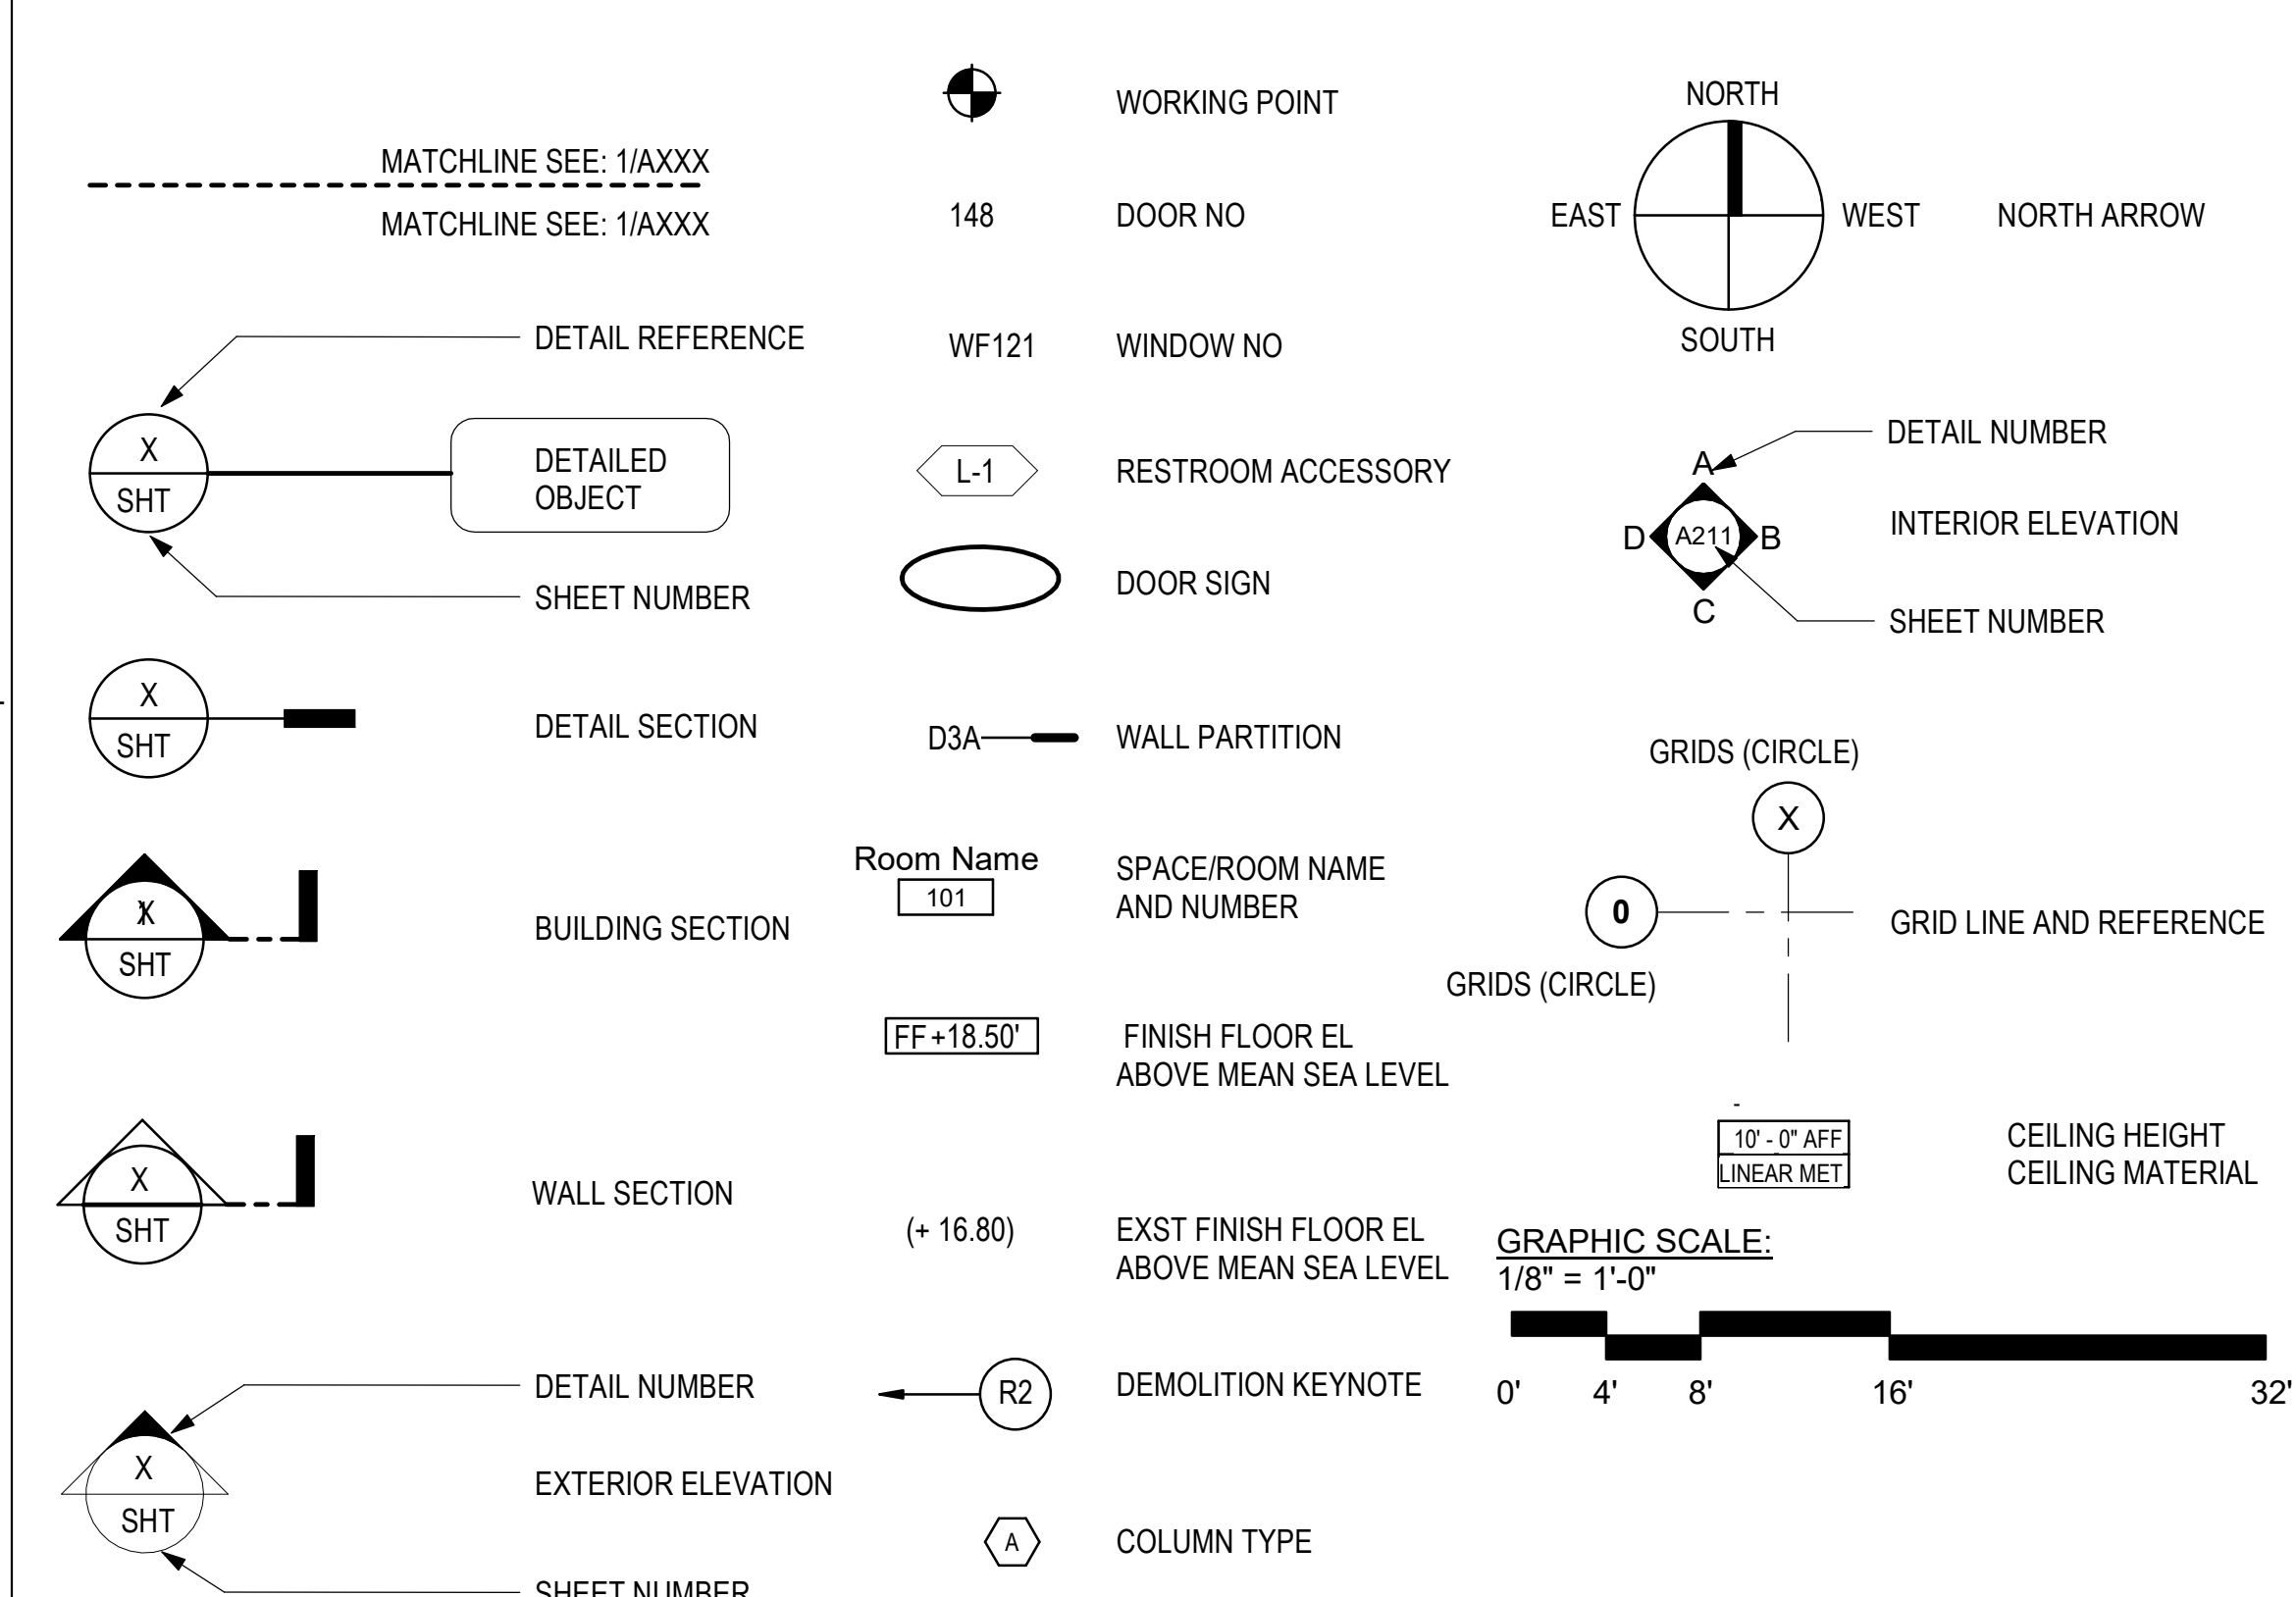 MATCHLINE SEE: 1/AXXX
MATCHLINE SEE: 1/AXXX
DETAIL REFERENCE
X
SHT
DETAILED
OBJECT
SHEET NUMBER
X
SHT
DETAIL SECTION
X
SHT
BUILDING SECTION
X
SHT
WALL SECTION
DETAIL NUMBER
X
SHT
EXTERIOR ELEVATION
SHEET NUMBER
WORKING POINT
148 DOOR NO
WF121 WINDOW NO
L-1 RESTROOM ACCESSORY
DOOR SIGN
D3A WALL PARTITION
Room Name
101
SPACE/ROOM NAME
AND NUMBER
FF+18.50'
FINISH FLOOR EL
ABOVE MEAN SEA LEVEL
(+ 16.80)
EXST FINISH FLOOR EL
ABOVE MEAN SEA LEVEL
R2 DEMOLITION KEYNOTE
A COLUMN TYPE
NORTH
EAST WEST NORTH ARROW
SOUTH
DETAIL NUMBER
A
D A211 B
C
INTERIOR ELEVATION
SHEET NUMBER
GRIDS (CIRCLE)
X
0
GRID LINE AND REFERENCE
GRIDS (CIRCLE)
-
10' - 0" AFF
LINEAR MET
CEILING HEIGHT
CEILING MATERIAL
GRAPHIC SCALE:
1/8" = 1'-0"
0' 4' 8' 16' 32'